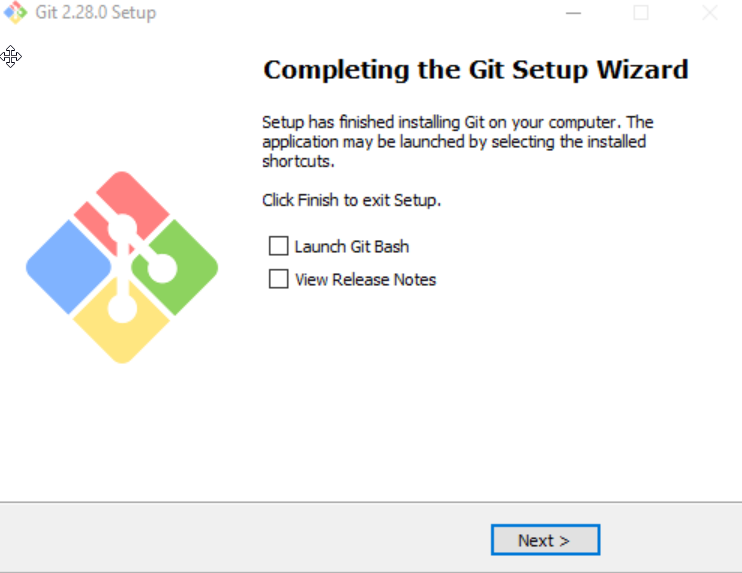 Git 2.28.0 Setup
Completing the Git Setup Wizard
Setup has finished installing Git on your computer. The
application may be launched by selecting the installed
shortcuts.
Click Finish to exit Setup.
Launch Git Bash
View Release Notes
Next >